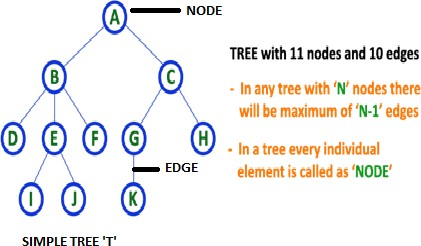 A
NODE
B
C
TREE with 11 nodes and 10 edges
- In any tree with ‘N’ nodes there
will be maximum of ‘N-1’ edges
D
E
F
G
H
- In a tree every individual
element is called as ‘NODE’
EDGE
I
J
K
SIMPLE TREE 'T'